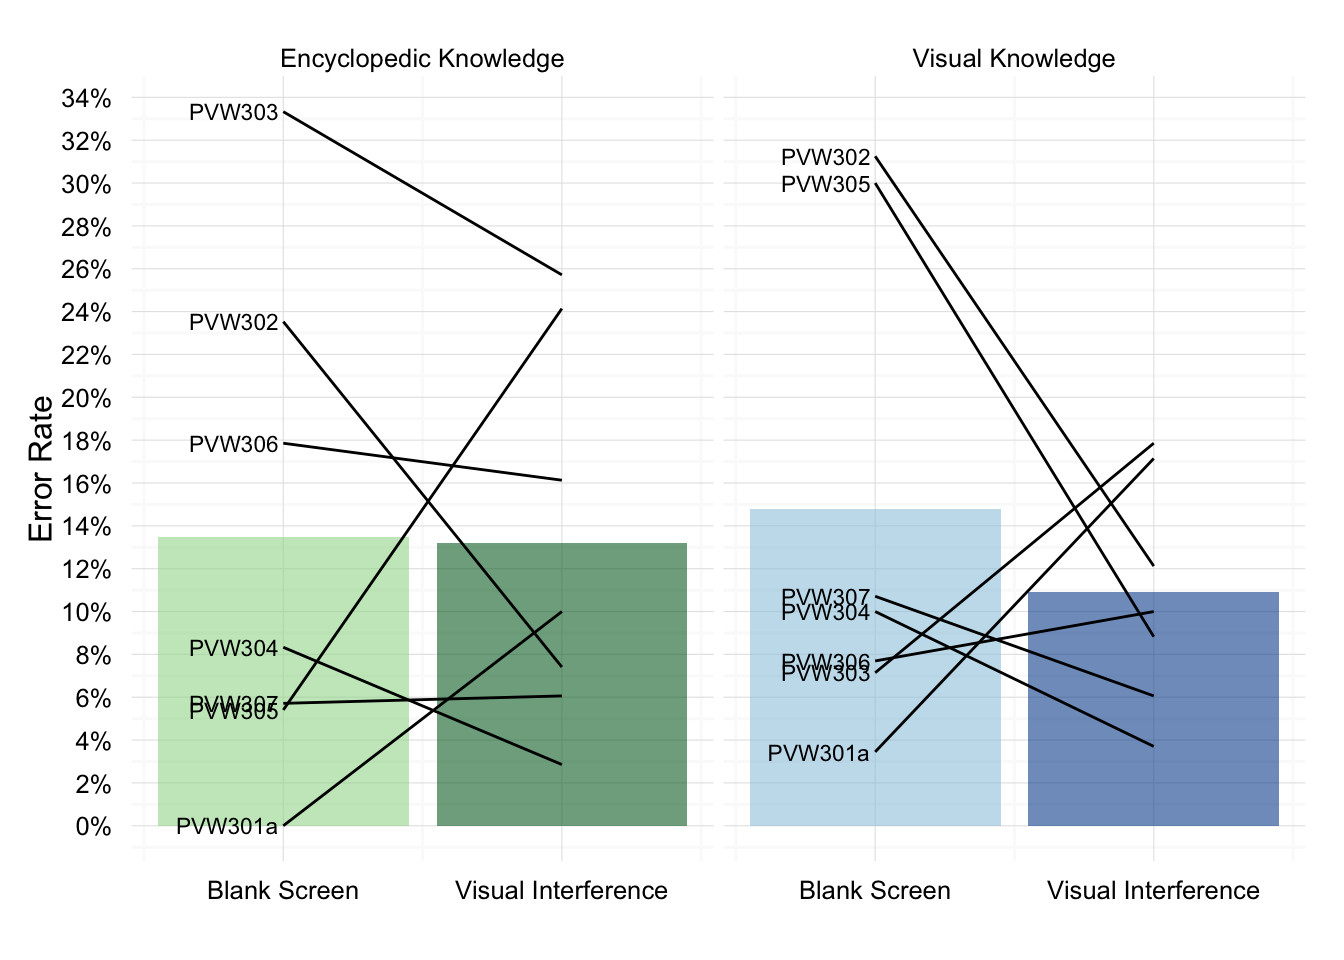 Encyclopedic Knowledge
Visual Knowledge
Error Rate
34%
32%
30%
28%
26%
24%
22%
20%
18%
16%
14%
12%
10%
8%
6%
4%
2%
0%
PVW303
PVW302
PVW306
PVW304
PVW307
PVW305
PVW301a
PVW302
PVW305
PVW307
PVW304
PVW306
PVW303
PVW301a
Blank Screen
Visual Interference
Blank Screen
Visual Interference